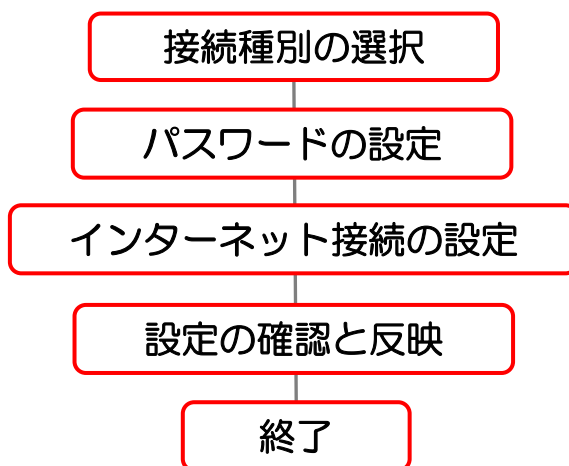 接続種別の選択
パスワードの設定
インターネット接続の設定
設定の確認と反映
終了